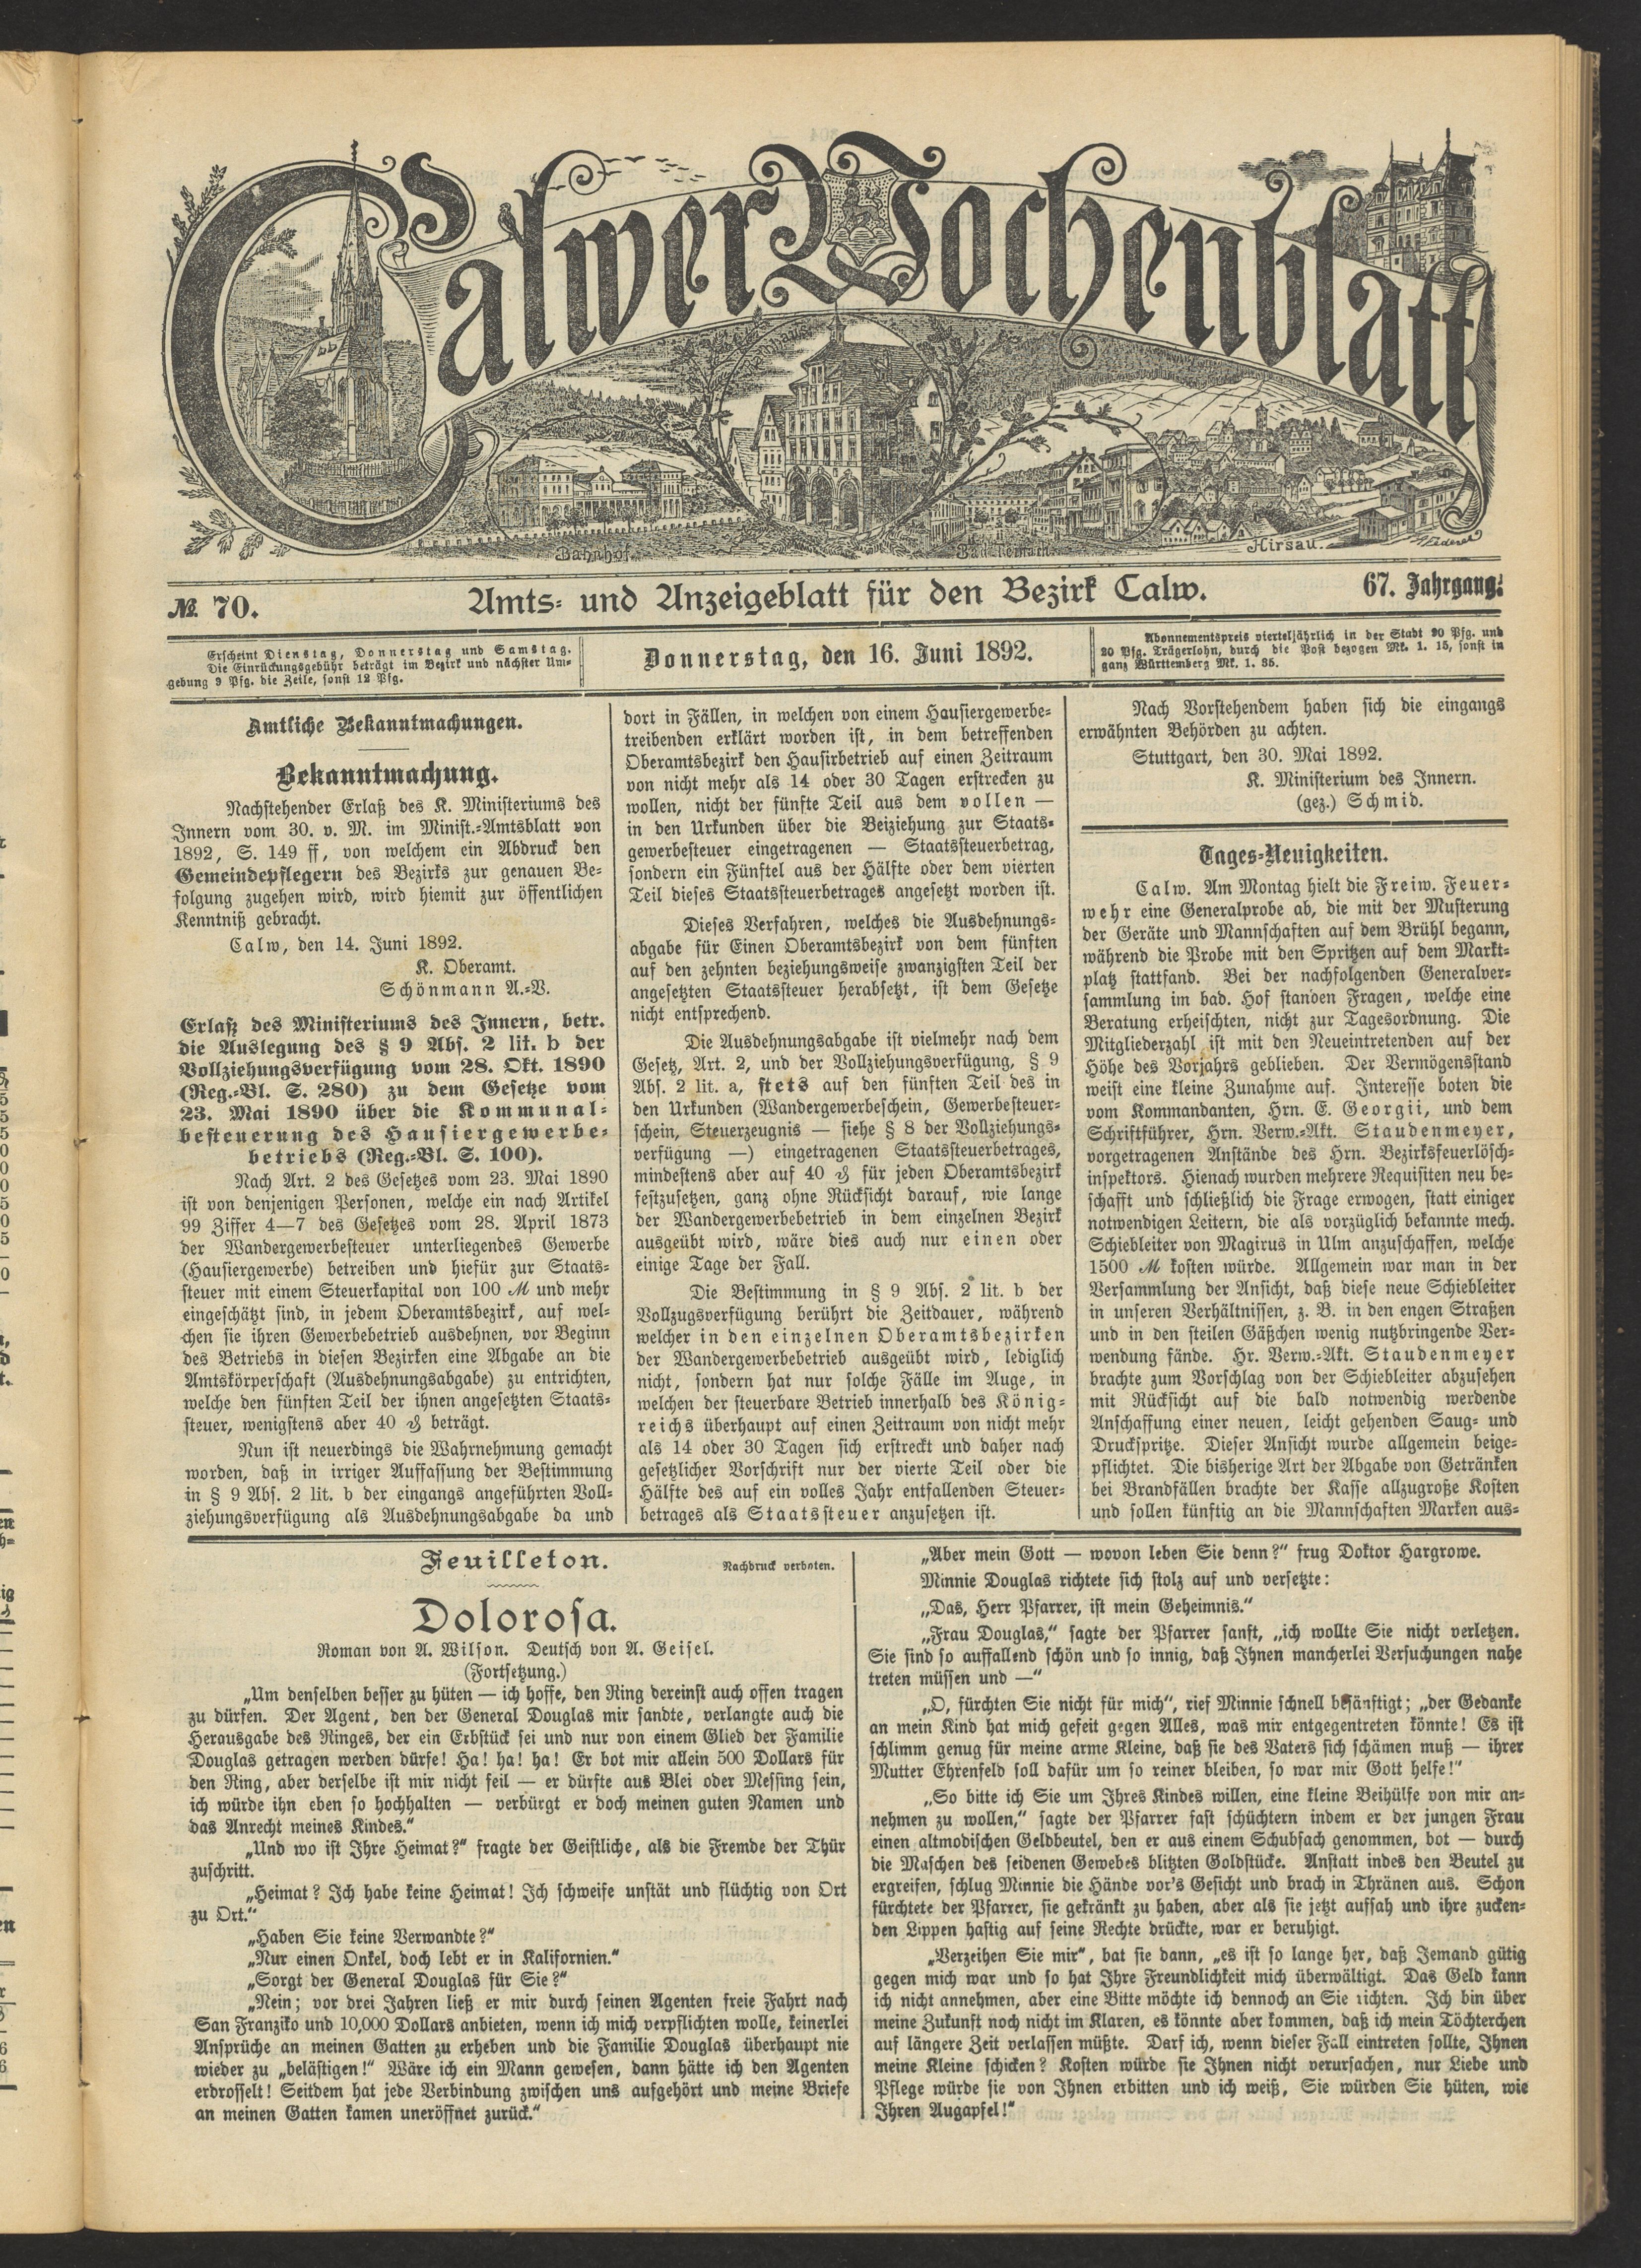 Calwer Wochenblatt
Rathhaus.
Bahnhof.
Hirsau.
№. 70.
Amts- und Anzeigeblatt für den Bezirk Calw.
67. Jahrgang.
Erscheint Dienstag, Donnerstag und Samstag.
Die Einrückungsgebühr beträgt im Bezirk und nächster Um-
gebung 9 Pfg. die Zeile, sonst 12 Pfg.
Donnerstag, den 16. Juni 1892.
Abonnementspreis vierteljährlich in der Stadt 90 Pfg. und
20 Pfg. Trägerlohn, durch die Post bezogen Mk. 1. 15, sonst in
ganz Württemberg Mk. 1. 35.
Amtliche Bekanntmachungen.
Bekanntmachung.
Nachstehender Erlaß des K. Ministeriums des
Innern vom 30. v. M. im Minist.-Amtsblatt von
1892, S. 149 ff, von welchem ein Abdruck den
Gemeindepflegern des Bezirks zur genauen Be-
folgung zugehen wird, wird hiemit zur öffentlichen
Kenntniß gebracht.
Calw, den 14. Juni 1892.
K. Oberamt.
Schönmann A.-V.
Erlaß des Ministeriums des Innern, betr.
die Auslegung des § 9 Abs. 2 lit. b der
Vollziehungsverfügung vom 28. Okt. 1890
(Reg.-Bl. S. 280) zu dem Gesetze vom
23. Mai 1890 über die Kommunal-
besteuerung des Hausiergewerbe-
betriebs (Reg.-Bl. S. 100).
Nach Art. 2 des Gesetzes vom 23. Mai 1890
ist von denjenigen Personen, welche ein nach Artikel
99 Ziffer 4—7 des Gesetzes vom 28. April 1873
der Wandergewerbesteuer unterliegendes Gewerbe
(Hausiergewerbe) betreiben und hiefür zur Staats-
steuer mit einem Steuerkapital von 100 ℳ und mehr
eingeschätzt sind, in jedem Oberamtsbezirk, auf wel-
chen sie ihren Gewerbebetrieb ausdehnen, vor Beginn
des Betriebs in diesen Bezirken eine Abgabe an die
Amtskörperschaft (Ausdehnungsabgabe) zu entrichten,
welche den fünften Teil der ihnen angesetzten Staats-
steuer, wenigstens aber 40 ₰ beträgt.
Nun ist neuerdings die Wahrnehmung gemacht
worden, daß in irriger Auffassung der Bestimmung
in § 9 Abs. 2 lit. b der eingangs angeführten Voll-
ziehungsverfügung als Ausdehnungsabgabe da und
dort in Fällen, in welchen von einem Hausiergewerbe-
treibenden erklärt worden ist, in dem betreffenden
Oberamtsbezirk den Hausirbetrieb auf einen Zeitraum
von nicht mehr als 14 oder 30 Tagen erstrecken zu
wollen, nicht der fünfte Teil aus dem vollen —
in den Urkunden über die Beiziehung zur Staats-
gewerbesteuer eingetragenen — Staatssteuerbetrag,
sondern ein Fünftel aus der Hälfte oder dem vierten
Teil dieses Staatssteuerbetrages angesetzt worden ist.
Dieses Verfahren, welches die Ausdehnungs-
abgabe für Einen Oberamtsbezirk von dem fünften
auf den zehnten beziehungsweise zwanzigsten Teil der
angesetzten Staatssteuer herabsetzt, ist dem Gesetze
nicht entsprechend.
Die Ausdehnungsabgabe ist vielmehr nach dem
Gesetz, Art. 2, und der Vollziehungsverfügung, § 9
Abs. 2 lit. a, stets auf den fünften Teil des in
den Urkunden (Wandergewerbeschein, Gewerbesteuer-
schein, Steuerzeugnis — siehe § 8 der Vollziehungs-
verfügung —) eingetragenen Staatssteuerbetrages,
mindestens aber auf 40 ₰ für jeden Oberamtsbezirk
festzusetzen, ganz ohne Rücksicht darauf, wie lange
der Wandergewerbebetrieb in dem einzelnen Bezirk
ausgeübt wird, wäre dies auch nur einen oder
einige Tage der Fall.
Die Bestimmung in § 9 Abs. 2 lit. b der
Vollzugsverfügung berührt die Zeitdauer, während
welcher in den einzelnen Oberamtsbezirken
der Wandergewerbebetrieb ausgeübt wird, lediglich
nicht, sondern hat nur solche Fälle im Auge, in
welchen der steuerbare Betrieb innerhalb des König-
reichs überhaupt auf einen Zeitraum von nicht mehr
als 14 oder 30 Tagen sich erstreckt und daher nach
gesetzlicher Vorschrift nur der vierte Teil oder die
Hälfte des auf ein volles Jahr entfallenden Steuer-
betrages als Staatssteuer anzusetzen ist.
Nach Vorstehendem haben sich die eingangs
erwähnten Behörden zu achten.
Stuttgart, den 30. Mai 1892.
K. Ministerium des Innern.
(gez.) Schmid.
Tages-Neuigkeiten.
Calw. Am Montag hielt die Freiw. Feuer-
wehr eine Generalprobe ab, die mit der Musterung
der Geräte und Mannschaften auf dem Brühl begann,
während die Probe mit den Spritzen auf dem Markt-
platz stattfand. Bei der nachfolgenden Generalver-
sammlung im bad. Hof standen Fragen, welche eine
Beratung erheischten, nicht zur Tagesordnung. Die
Mitgliederzahl ist mit den Neueintretenden auf der
Höhe des Vorjahrs geblieben. Der Vermögensstand
weist eine kleine Zunahme auf. Interesse boten die
vom Kommandanten, Hrn. E. Georgii, und dem
Schriftführer, Hrn. Verw.-Akt. Staudenmeyer,
vorgetragenen Anstände des Hrn. Bezirksfeuerlösch-
inspektors. Hienach wurden mehrere Requisiten neu be-
schafft und schließlich die Frage erwogen, statt einiger
notwendigen Leitern, die als vorzüglich bekannte mech.
Schiebleiter von Magirus in Ulm anzuschaffen, welche
1500 ℳ kosten würde. Allgemein war man in der
Versammlung der Ansicht, daß diese neue Schiebleiter
in unseren Verhältnissen, z. B. in den engen Straßen
und in den steilen Gäßchen wenig nutzbringende Ver-
wendung fände. Hr. Verw.-Akt. Staudenmeyer
brachte zum Vorschlag von der Schiebleiter abzusehen
mit Rücksicht auf die bald notwendig werdende
Anschaffung einer neuen, leicht gehenden Saug- und
Druckspritze. Dieser Ansicht wurde allgemein beige-
pflichtet. Die bisherige Art der Abgabe von Getränken
bei Brandfällen brachte der Kasse allzugroße Kosten
und sollen künftig an die Mannschaften Marken aus-
Feuilleton.
Nachdruck verboten.
Dolorosa.
Roman von A. Wilson. Deutsch von A. Geisel.
(Fortsetzung.)
„Um denselben besser zu hüten — ich hoffe, den Ring dereinst auch offen tragen
zu dürfen. Der Agent, den der General Douglas mir sandte, verlangte auch die
Herausgabe des Ringes, der ein Erbstück sei und nur von einem Glied der Familie
Douglas getragen werden dürfe! Ha! ha! ha! Er bot mir allein 500 Dollars für
den Ring, aber derselbe ist mir nicht feil — er dürfte aus Blei oder Messing sein,
ich würde ihn eben so hochhalten — verbürgt er doch meinen guten Namen und
das Anrecht meines Kindes.“
„Und wo ist Ihre Heimat?“ fragte der Geistliche, als die Fremde der Thür
zuschritt.
„Heimat? Ich habe keine Heimat! Ich schweife unstät und flüchtig von Ort
zu Ort.“
„Haben Sie keine Verwandte?“
„Nur einen Onkel, doch lebt er in Kalifornien.“
„Sorgt der General Douglas für Sie?“
„Nein; vor drei Jahren ließ er mir durch seinen Agenten freie Fahrt nach
San Franziko und 10,000 Dollars anbieten, wenn ich mich verpflichten wolle, keinerlei
Ansprüche an meinen Gatten zu erheben und die Familie Douglas überhaupt nie
wieder zu „belästigen!“ Wäre ich ein Mann gewesen, dann hätte ich den Agenten
erdrosselt! Seitdem hat jede Verbindung zwischen uns aufgehört und meine Briefe
an meinen Gatten kamen uneröffnet zurück.“
„Aber mein Gott — wovon leben Sie denn?“ frug Doktor Hargrowe.
Minnie Douglas richtete sich stolz auf und versetzte:
„Das, Herr Pfarrer, ist mein Geheimnis.“
„Frau Douglas,“ sagte der Pfarrer sanft, „ich wollte Sie nicht verletzen.
Sie sind so auffallend schön und so innig, daß Ihnen mancherlei Versuchungen nahe
treten müssen und —“
„O, fürchten Sie nicht für mich“, rief Minnie schnell besänftigt; „der Gedanke
an mein Kind hat mich gefeit gegen Alles, was mir entgegentreten könnte! Es ist
schlimm genug für meine arme Kleine, daß sie des Vaters sich schämen muß — ihrer
Mutter Ehrenfeld soll dafür um so reiner bleiben, so war mir Gott helfe!“
„So bitte ich Sie um Ihres Kindes willen, eine kleine Beihülfe von mir an-
nehmen zu wollen,“ sagte der Pfarrer fast schüchtern indem er der jungen Frau
einen altmodischen Geldbeutel, den er aus einem Schubfach genommen, bot — durch
die Maschen des seidenen Gewebes blitzten Goldstücke. Anstatt indes den Beutel zu
ergreifen, schlug Minnie die Hände vor's Gesicht und brach in Thränen aus. Schon
fürchtete der Pfarrer, sie gekränkt zu haben, aber als sie jetzt aufsah und ihre zucken-
den Lippen hastig auf seine Rechte drückte, war er beruhigt.
„Verzeihen Sie mir“, bat sie dann, „es ist so lange her, daß Jemand gütig
gegen mich war und so hat Ihre Freundlichkeit mich überwältigt. Das Geld kann
ich nicht annehmen, aber eine Bitte möchte ich dennoch an Sie richten. Ich bin über
meine Zukunft noch nicht im Klaren, es könnte aber kommen, daß ich mein Töchterchen
auf längere Zeit verlassen müßte. Darf ich, wenn dieser Fall eintreten sollte, Ihnen
meine Kleine schicken? Kosten würde sie Ihnen nicht verursachen, nur Liebe und
Pflege würde sie von Ihnen erbitten und ich weiß, Sie würden Sie hüten, wie
Ihren Augapfel!“